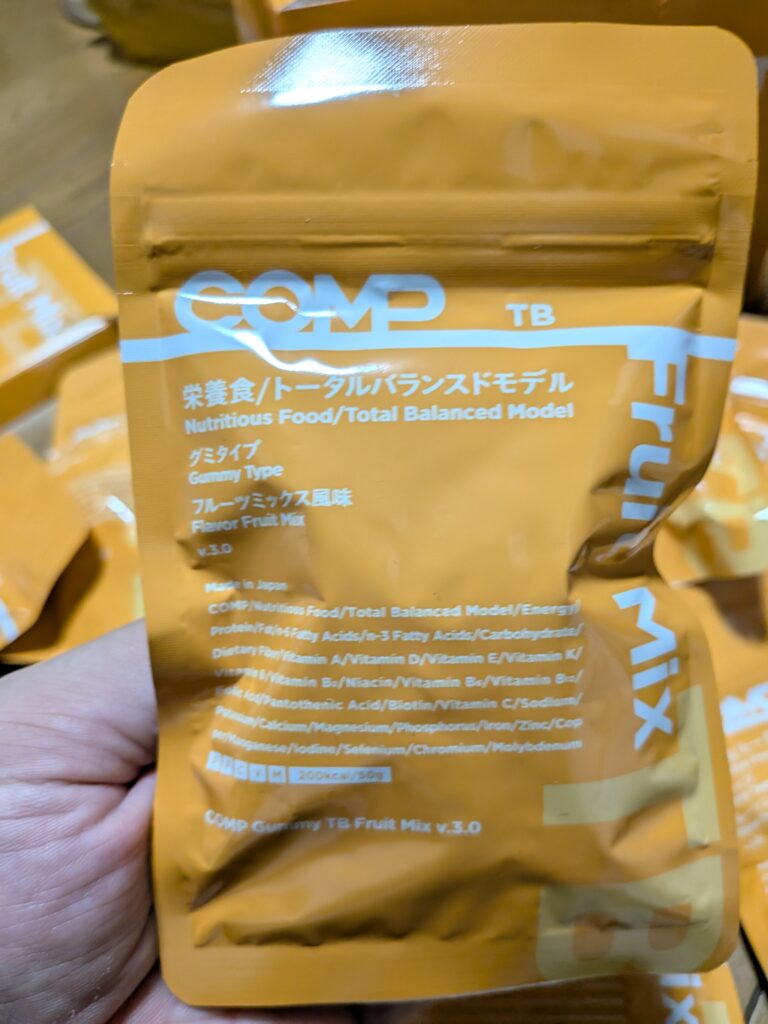 COMP
TB
栄養食/トータルバランスドモデル
Nutritious Food/Total Balanced Model
グミタイプ
Gummy Type
フルーツミックス風味
Flavor Fruit Mix
v.3.0
Made in Japan
COMP/Nutritious Food/Total Balanced Model/Energy/
Protein/Fat/n-6 Fatty Acids/n-3 Fatty Acids/Carbohydrate/
Dietary Fiber/Vitamin A/Vitamin D/Vitamin E/Vitamin K/
Vitamin B₁/Vitamin B₂/Niacin/Vitamin B₆/Vitamin B₁₂/
Folic Acid/Pantothenic Acid/Biotin/Vitamin C/Sodium/
Potassium/Calcium/Magnesium/Phosphorus/Iron/Zinc/Cop
per/Manganese/Iodine/Selenium/Chromium/Molybdenum
P F C V M 200kcal/50g
COMP Gummy TB Fruit Mix v.3.0
Fruit Mix
TB
Fruit Mix
Mix